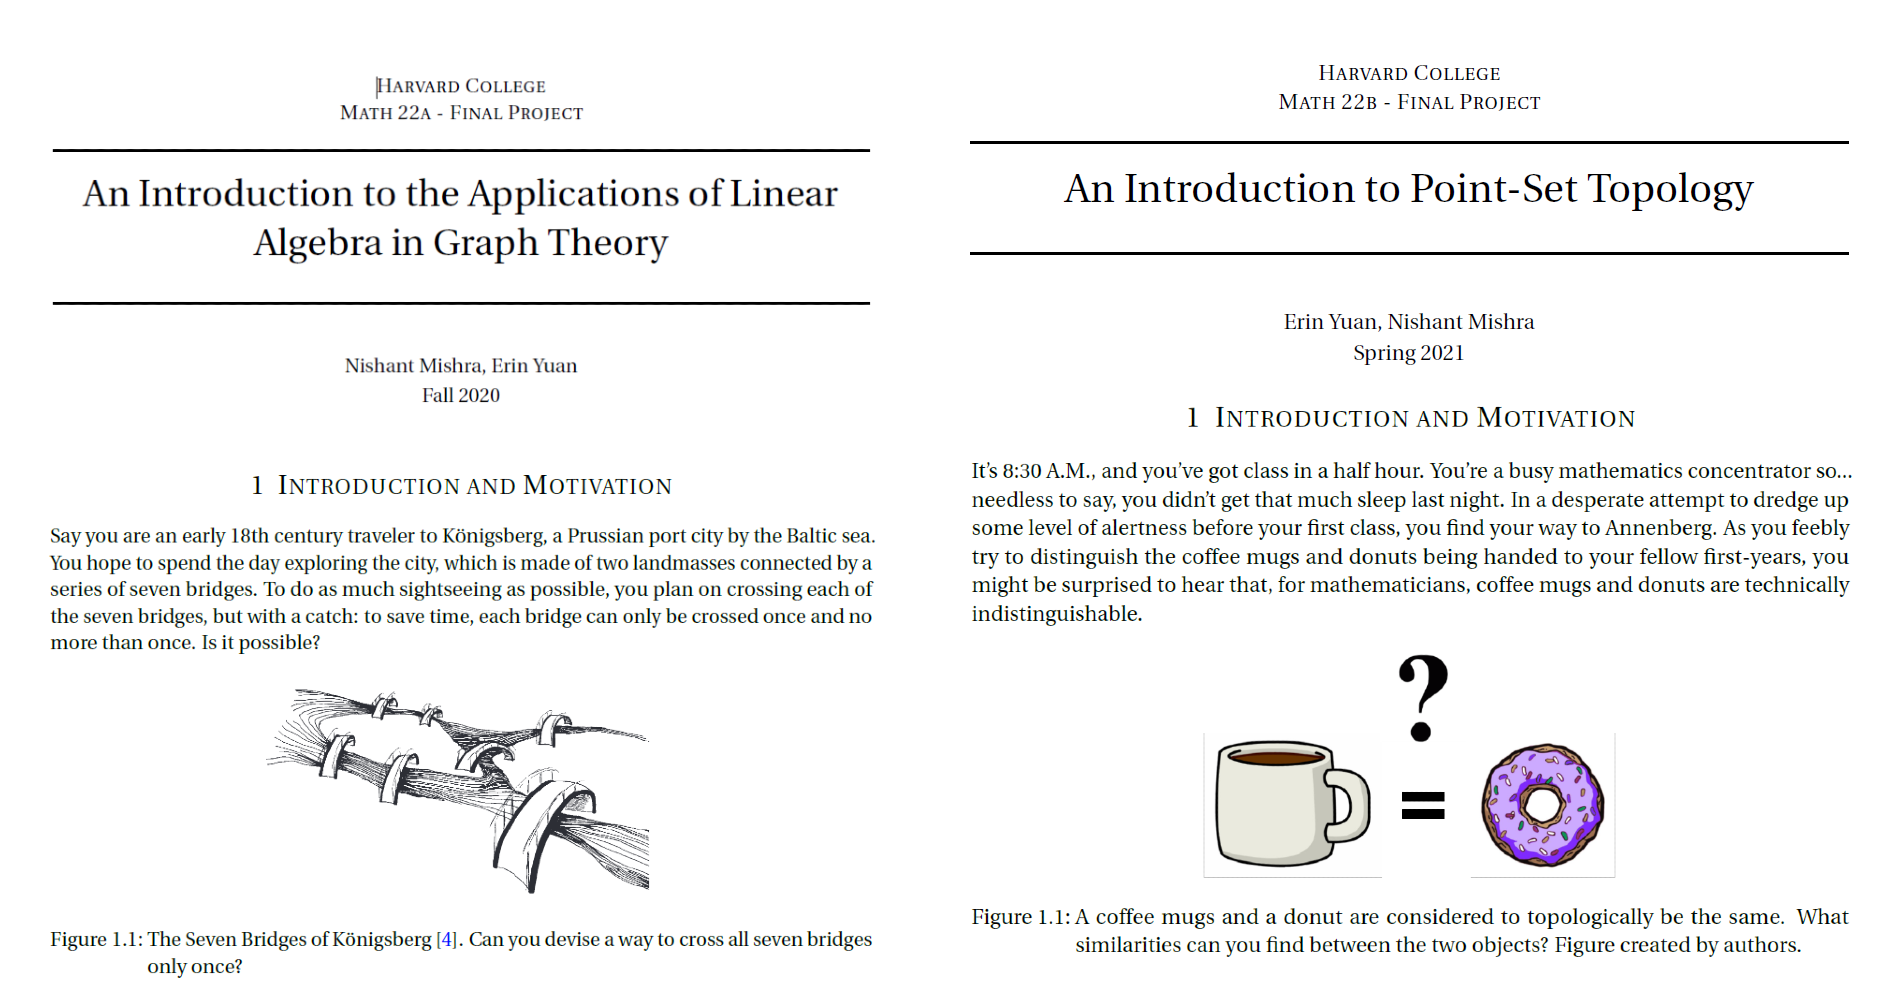 HARVARD COLLEGE
MATH 22A - FINAL PROJECT
An Introduction to the Applications of Linear
Algebra in Graph Theory
Nishant Mishra, Erin Yuan
Fall 2020
1 INTRODUCTION AND MOTIVATION
Say you are an early 18th century traveler to Königsberg, a Prussian port city by the Baltic sea.
You hope to spend the day exploring the city, which is made of two landmasses connected by a
series of seven bridges. To do as much sightseeing as possible, you plan on crossing each of
the seven bridges, but with a catch: to save time, each bridge can only be crossed once and no
more than once. Is it possible?
Figure 1.1: The Seven Bridges of Königsberg [4]. Can you devise a way to cross all seven bridges
only once?
HARVARD COLLEGE
MATH 22B - FINAL PROJECT
An Introduction to Point-Set Topology
Erin Yuan, Nishant Mishra
Spring 2021
1 INTRODUCTION AND MOTIVATION
It's 8:30 A.M., and you've got class in a half hour. You're a busy mathematics concentrator so...
needless to say, you didn't get that much sleep last night. In a desperate attempt to dredge up
some level of alertness before your first class, you find your way to Annenberg. As you feebly
try to distinguish the coffee mugs and donuts being handed to your fellow first-years, you
might be surprised to hear that, for mathematicians, coffee mugs and donuts are technically
indistinguishable.
?
=
Figure 1.1: A coffee mugs and a donut are considered to topologically be the same. What
similarities can you find between the two objects? Figure created by authors.